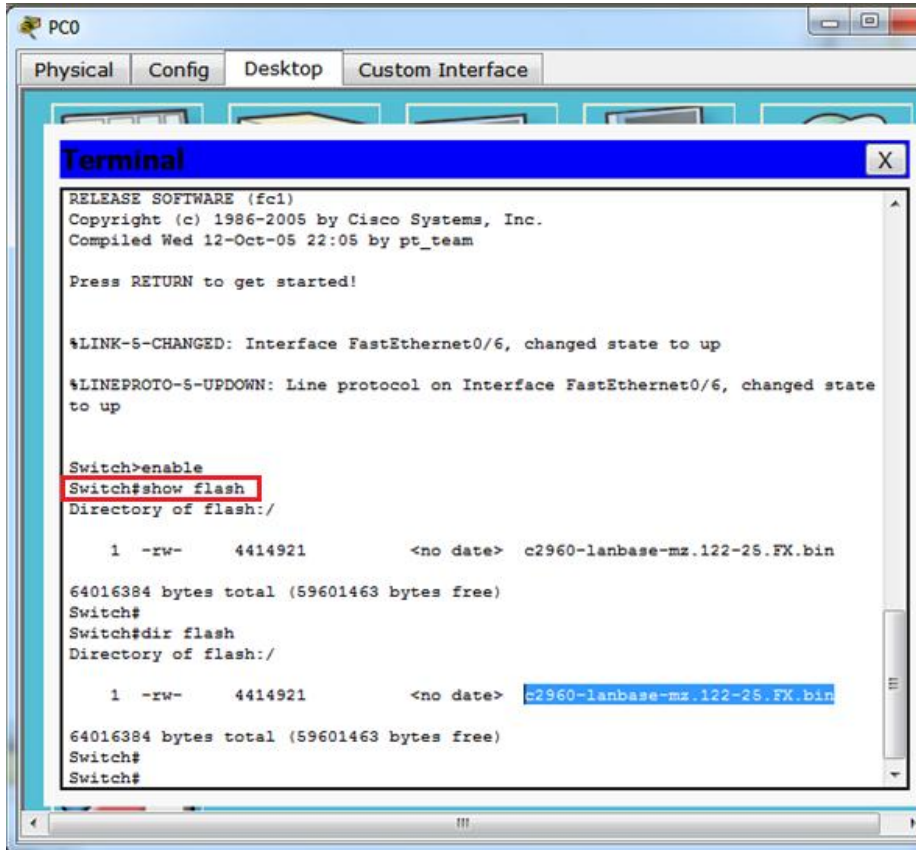 PC0
Physical Config Desktop Custom Interface
Terminal X
RELEASE SOFTWARE (fc1)
Copyright (c) 1986-2005 by Cisco Systems, Inc.
Compiled Wed 12-Oct-05 22:05 by pt_team
Press RETURN to get started!
%LINK-5-CHANGED: Interface FastEthernet0/6, changed state to up
%LINEPROTO-5-UPDOWN: Line protocol on Interface FastEthernet0/6, changed state
to up
Switch>enable
Switch#show flash
Directory of flash:/
1 -rw- 4414921 <no date> c2960-lanbase-mz.122-25.FX.bin
64016384 bytes total (59601463 bytes free)
Switch#
Switch#dir flash
Directory of flash:/
1 -rw- 4414921 <no date> c2960-lanbase-mz.122-25.FX.bin
64016384 bytes total (59601463 bytes free)
Switch#
Switch#